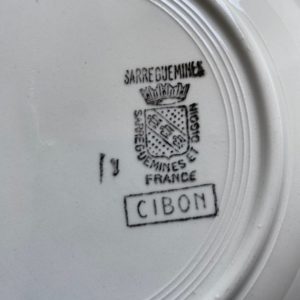 SARREGUEMINES
SARREGUEMINES ET DIGOIN
FRANCE
CIBON